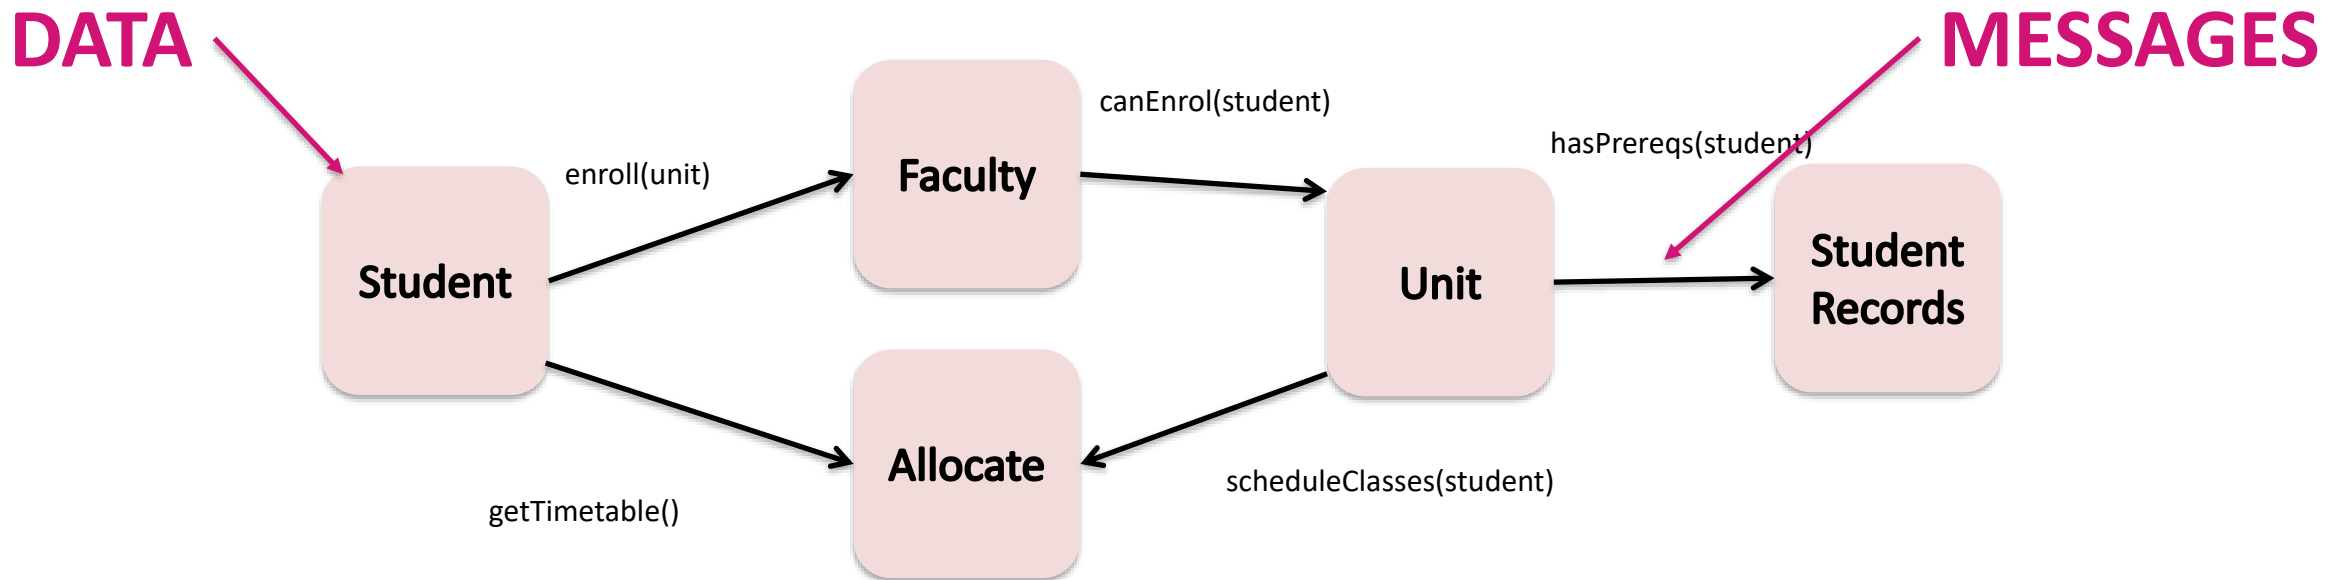 DATA
MESSAGES
canEnrol(student)
hasPrereqs(student)
enroll(unit)
Faculty
Student
Unit
Student
Records
Allocate
scheduleClasses(student)
getTimetable()